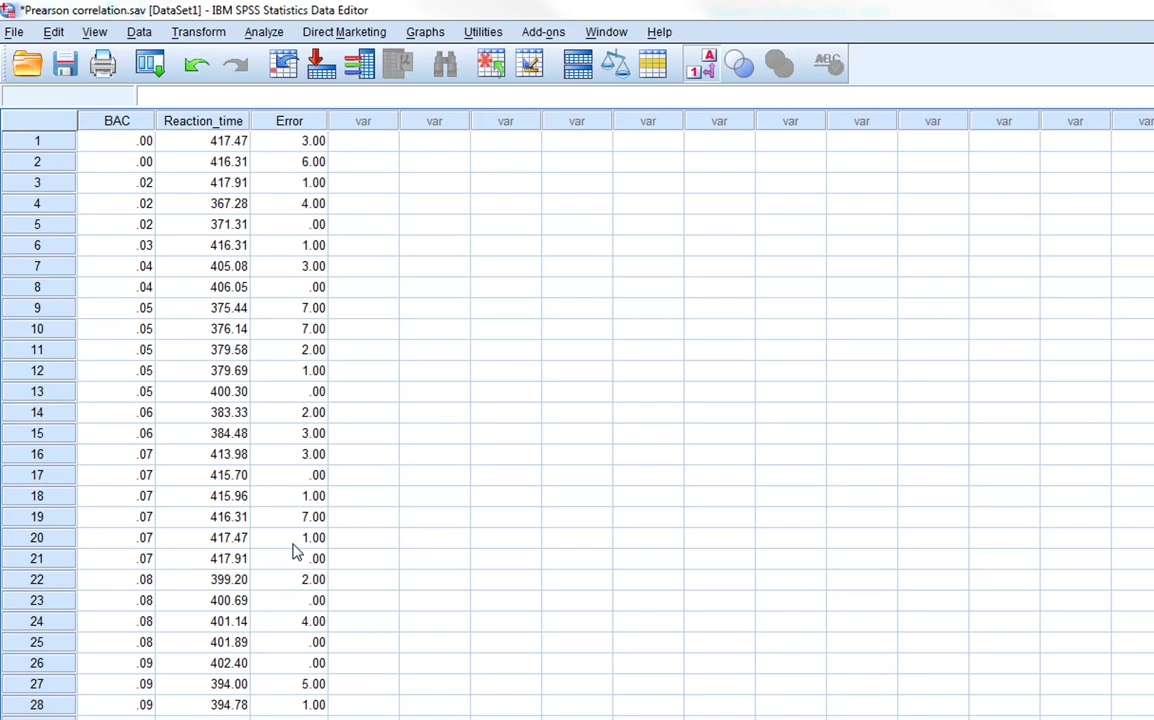 *Prearson correlation.sav [DataSet1] - IBM SPSS Statistics Data Editor
File Edit View Data Transform Analyze Direct Marketing Graphs Utilities Add-ons Window Help
A
1
ABC
BAC Reaction_time Error var var var var var var var var var var var var
1 .00 417.47 3.00
2 .00 416.31 6.00
3 .02 417.91 1.00
4 .02 367.28 4.00
5 .02 371.31 .00
6 .03 416.31 1.00
7 .04 405.08 3.00
8 .04 406.05 .00
9 .05 375.44 7.00
10 .05 376.14 7.00
11 .05 379.58 2.00
12 .05 379.69 1.00
13 .05 400.30 .00
14 .06 383.33 2.00
15 .06 384.48 3.00
16 .07 413.98 3.00
17 .07 415.70 .00
18 .07 415.96 1.00
19 .07 416.31 7.00
20 .07 417.47 1.00
21 .07 417.91 .00
22 .08 399.20 2.00
23 .08 400.69 .00
24 .08 401.14 4.00
25 .08 401.89 .00
26 .09 402.40 .00
27 .09 394.00 5.00
28 .09 394.78 1.00